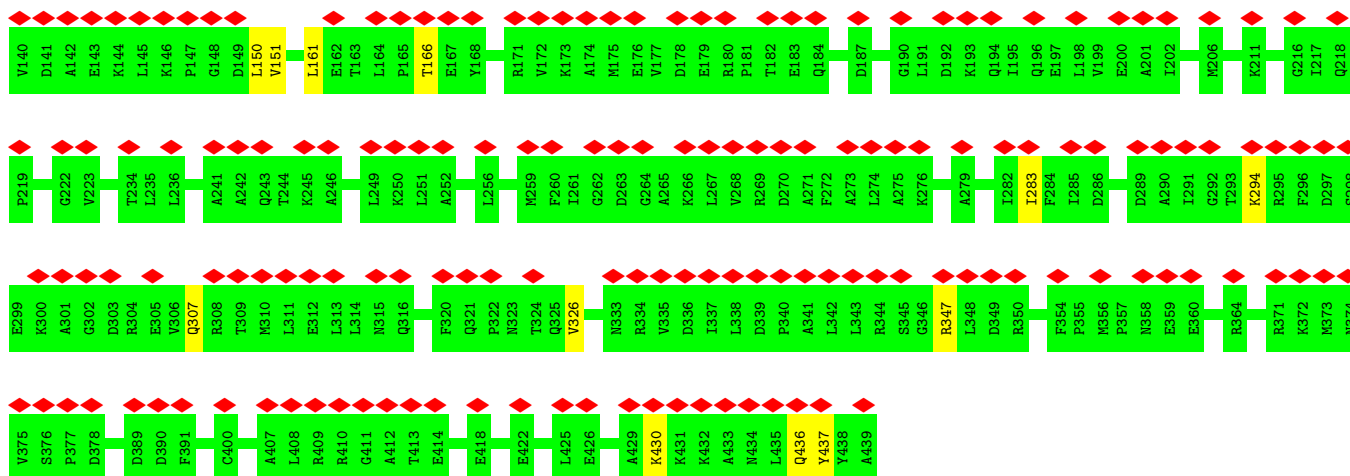 V140 D141 A142 E143 K144 L145 K146 P147 G148 D149 L150 V151 L161 E162 T163 L164 P165 T166 E167 Y168 R171 V172 K173 A174 M175 E176 V177 D178 E179 R180 P181 T182 E183 Q184 D187 G190 L191 D192 K193 Q194 I195 Q196 E197 L198 V199 E200 A201 I202 M206 K211 G216 I217 Q218
P219 G222 V223 T234 L235 L236 A241 A242 Q243 T244 K245 A246 L249 K250 L251 A252 L256 M259 F260 I261 G262 D263 G264 A265 K266 L267 V268 R269 D270 A271 F272 A273 L274 A275 K276 A279 I282 I283 F284 I285 D286 D289 A290 I291 G292 T293 K294 R295 F296 D297 S298
E299 K300 A301 G302 D303 R304 E305 V306 Q307 R308 T309 M310 L311 E312 L313 L314 N315 Q316 F320 Q321 P322 N323 T324 Q325 V326 N333 R334 V335 D336 I337 L338 D339 P340 A341 L342 L343 R344 S345 G346 R347 L348 D349 R350 F354 P355 M356 P357 N358 E359 E360 R364 R371 K372 M373 N374
V375 S376 P377 D378 D389 D390 F391 C400 A407 L408 R409 R410 G411 A412 T413 E414 E418 E422 L425 E426 A429 K430 K431 K432 A433 N434 L435 Q436 Y437 Y438 A439